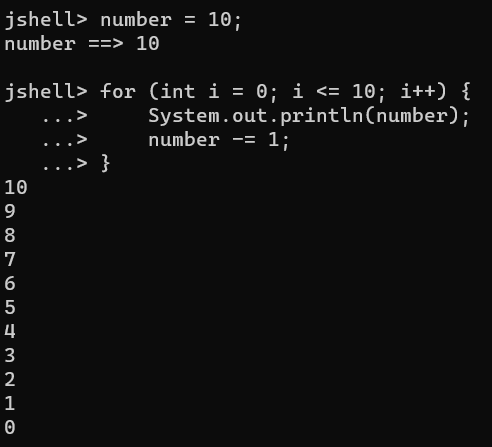 jshell> number = 10;
number ==> 10

jshell> for (int i = 0; i <= 10; i++) {
   ...>     System.out.println(number);
   ...>     number -= 1;
   ...> }
10
9
8
7
6
5
4
3
2
1
0